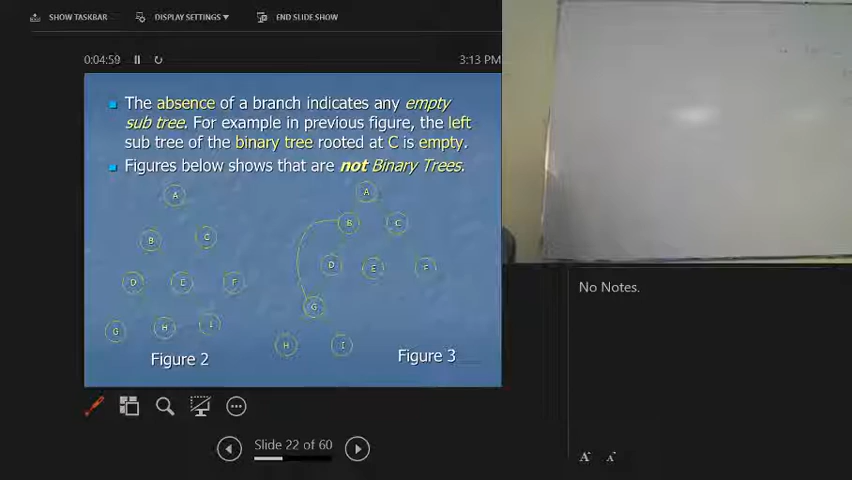 SHOW TASKBAR
DISPLAY SETTINGS ▾
END SLIDE SHOW
0:04:59
3:13 PM
The absence of a branch indicates any empty
sub tree. For example in previous figure, the left
sub tree of the binary tree rooted at C is empty.
Figures below shows that are not Binary Trees.
A
B
C
D
E
F
G
H
I
Figure 2
A
B
C
D
E
F
G
H
I
Figure 3
No Notes.
Slide 22 of 60
A A